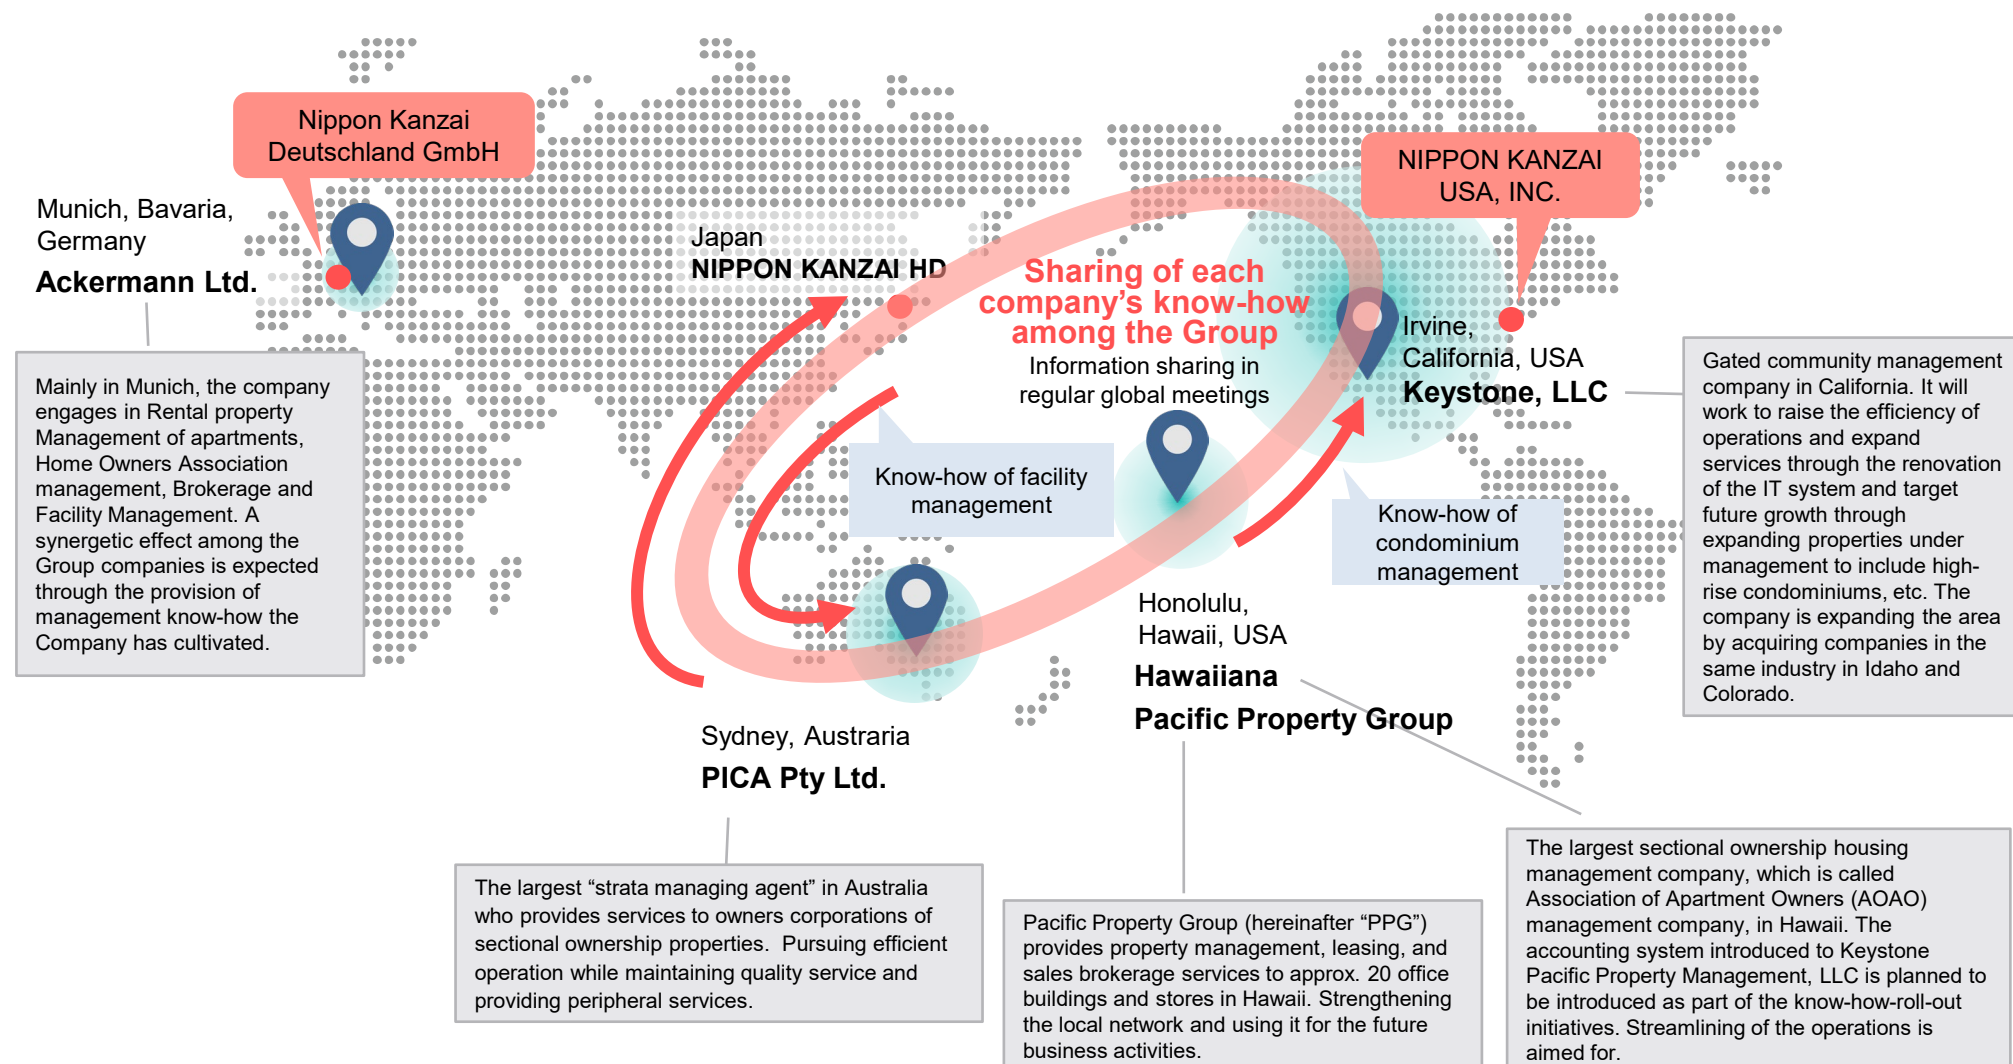 Nippon Kanzai
Deutschland GmbH
Munich, Bavaria,
Germany
Ackermann Ltd.
Mainly in Munich, the company
engages in Rental property
Management of apartments,
Home Owners Association
management, Brokerage and
Facility Management. A
synergetic effect among the
Group companies is expected
through the provision of
management know-how the
Company has cultivated.
Japan
NIPPON KANZAI HD
Sharing of each
company’s know-how
among the Group
Information sharing in
regular global meetings
NIPPON KANZAI
USA, INC.
Irvine,
California, USA
Keystone, LLC
Gated community management
company in California. It will
work to raise the efficiency of
operations and expand
services through the renovation
of the IT system and target
future growth through
expanding properties under
management to include high-
rise condominiums, etc. The
company is expanding the area
by acquiring companies in the
same industry in Idaho and
Colorado.
Know-how of facility
management
Know-how of
condominium
management
Honolulu,
Hawaii, USA
Hawaiiana
Pacific Property Group
Sydney, Austraria
PICA Pty Ltd.
The largest “strata managing agent” in Australia
who provides services to owners corporations of
sectional ownership properties.  Pursuing efficient
operation while maintaining quality service and
providing peripheral services.
Pacific Property Group (hereinafter “PPG”)
provides property management, leasing, and
sales brokerage services to approx. 20 office
buildings and stores in Hawaii. Strengthening
the local network and using it for the future
business activities.
The largest sectional ownership housing
management company, which is called
Association of Apartment Owners (AOAO)
management company, in Hawaii. The
accounting system introduced to Keystone
Pacific Property Management, LLC is planned to
be introduced as part of the know-how-roll-out
initiatives. Streamlining of the operations is
aimed for.